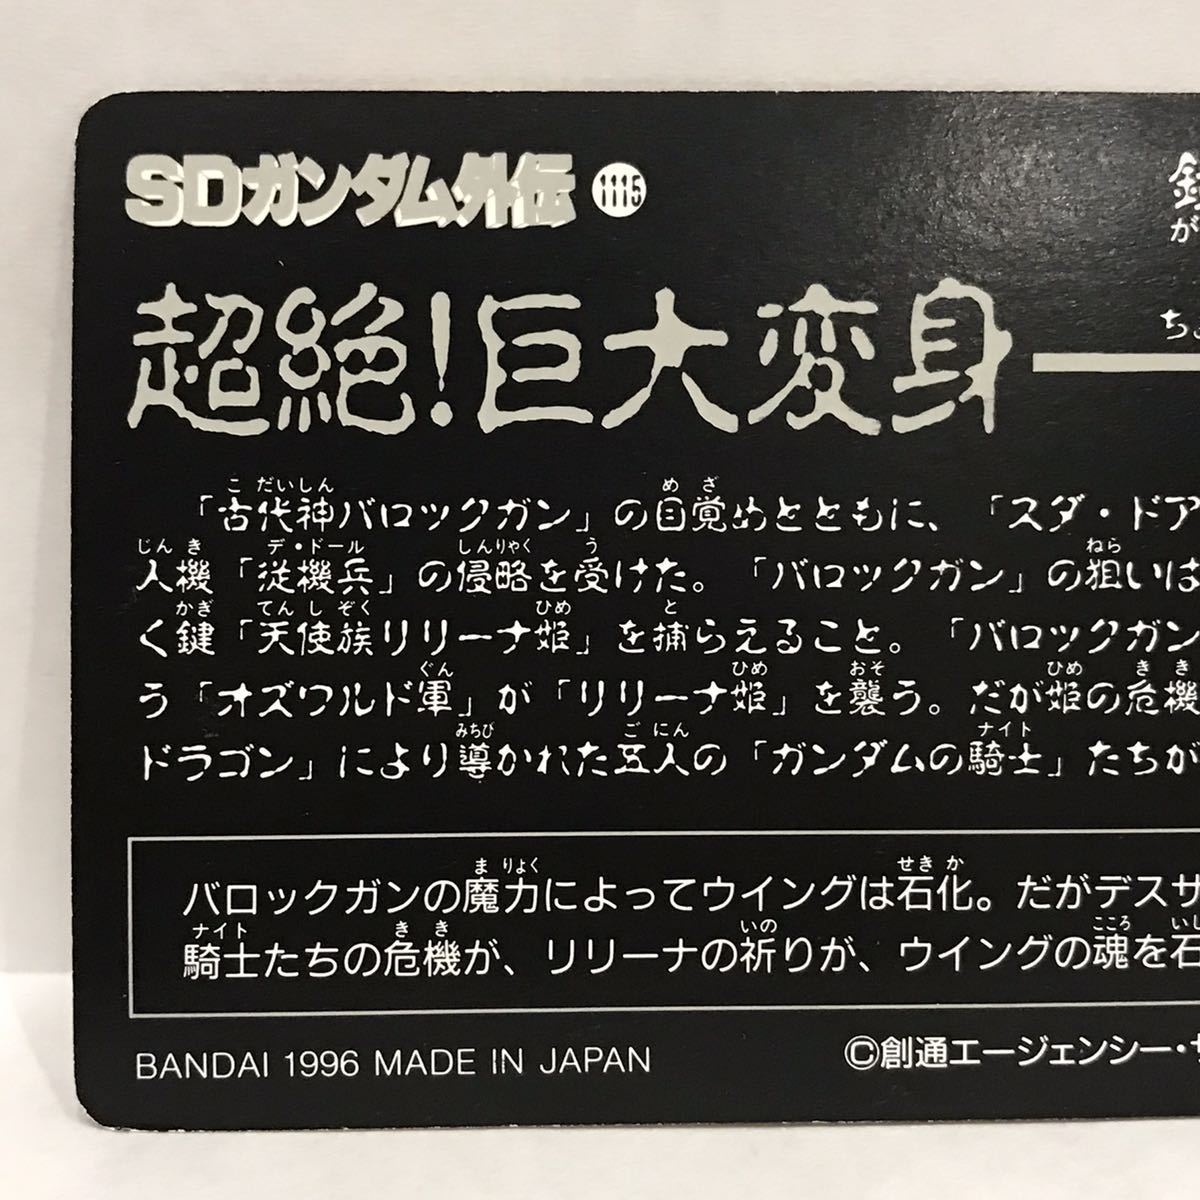 SDガンダム外伝 1115
が
超絶!巨大変身
「古代神バロックガン」の目覚めとともに、「スダ・ドア
人機「従機兵」の侵略を受けた。「バロックガン」の狙いは
く鍵「天使族リリーナ姫」を捕らえること。「バロックガン
う「オズワルド軍」が「リリーナ姫」を襲う。だが姫の危機
ドラゴン」により導かれた五人の「ガンダムの騎士」たちが
バロックガンの魔力によってウイングは石化。だがデスサ
騎士たちの危機が、リリーナの祈りが、ウイングの魂を石
BANDAI 1996 MADE IN JAPAN
©創通エージェンシー・サ